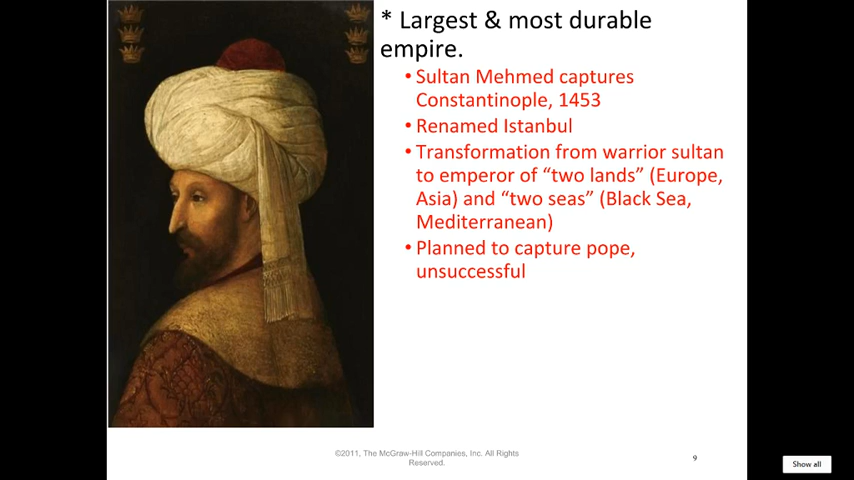 * Largest & most durable
empire.
• Sultan Mehmed captures
Constantinople, 1453
• Renamed Istanbul
• Transformation from warrior sultan
to emperor of “two lands” (Europe,
Asia) and “two seas” (Black Sea,
Mediterranean)
• Planned to capture pope,
unsuccessful
©2011, The McGraw-Hill Companies, Inc. All Rights
Reserved.
9
Show all